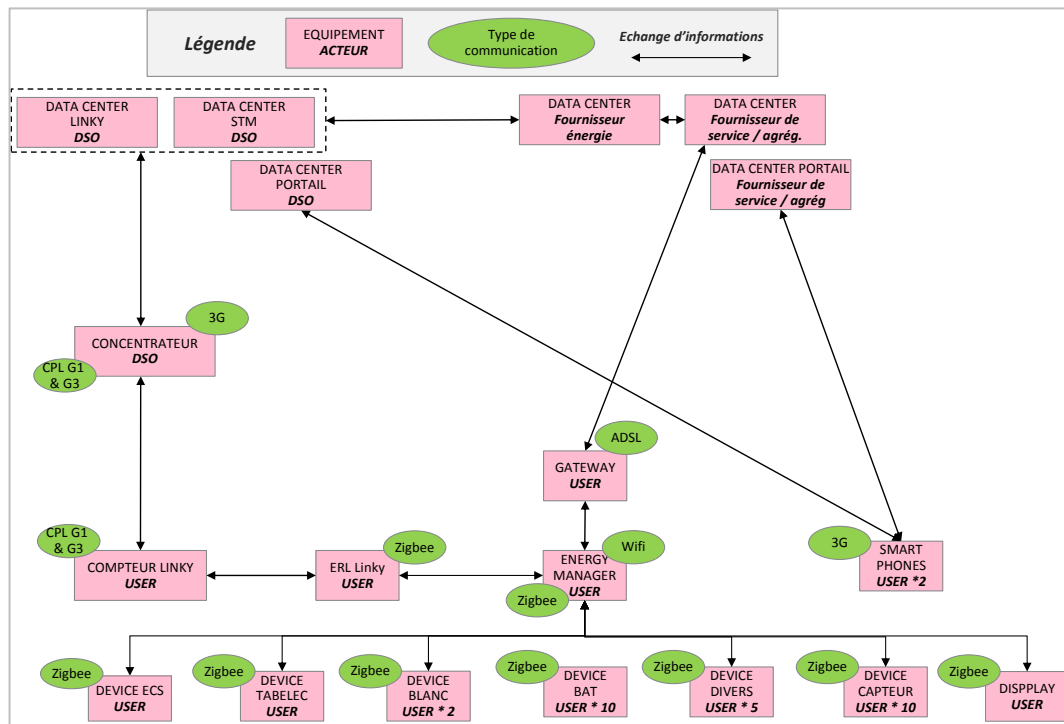 Légende
EQUIPEMENT
ACTEUR
Type de
communication
Echange d'informations
DATA CENTER
LINKY
DSO
DATA CENTER
STM
DSO
DATA CENTER
Fournisseur
énergie
DATA CENTER
Fournisseur de
service / agrég.
DATA CENTER
PORTAIL
DSO
DATA CENTER PORTAIL
Fournisseur de
service / agrég
3G
CONCENTRATEUR
DSO
CPL G1
& G3
ADSL
GATEWAY
USER
CPL G1
& G3
COMPTEUR LINKY
USER
Zigbee
ERL Linky
USER
Wifi
ENERGY
MANAGER
USER
Zigbee
3G
SMART
PHONES
USER *2
Zigbee
DEVICE ECS
USER
Zigbee
DEVICE
TABELEC
USER
Zigbee
DEVICE
BLANC
USER * 2
Zigbee
DEVICE
BAT
USER * 10
Zigbee
DEVICE
DIVERS
USER * 5
Zigbee
DEVICE
CAPTEUR
USER * 10
Zigbee
DISPPLAY
USER